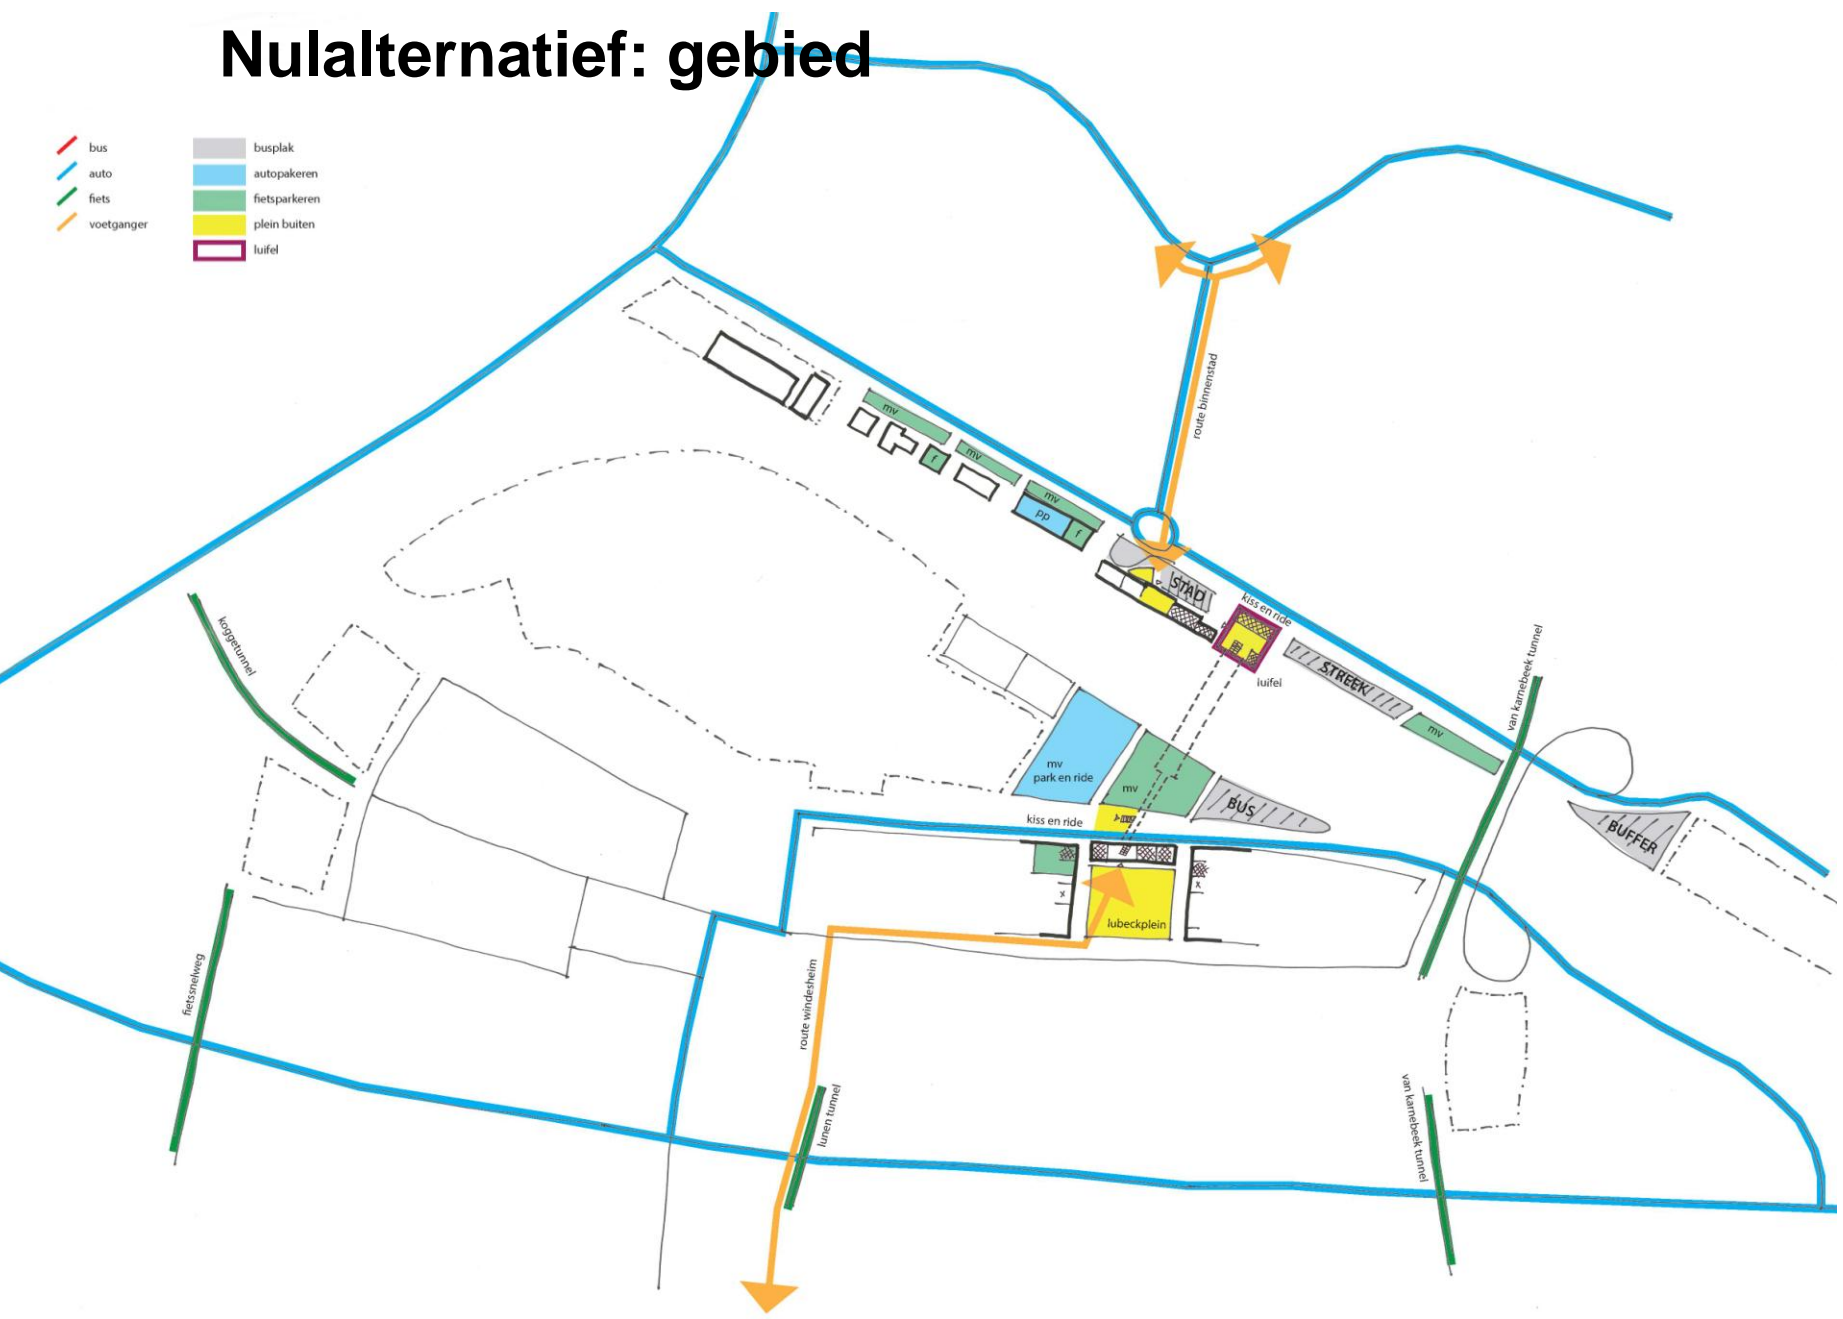 Nulalternatief: gebied
bus
auto
fiets
voetganger
busplak
autopakeren
fietsparkeren
plein buiten
luifel
route binnenstad
mv
mv
f
mv
pp
f
STAD
kiss en ride
luifel
STREEK
mv
van karnebeek tunnel
koggetunnel
mv
park en ride
mv
BUS
BUFFER
kiss en ride
x
x
lubeckplein
fietssnelweg
route windesheim
lunen tunnel
van karnebeek tunnel